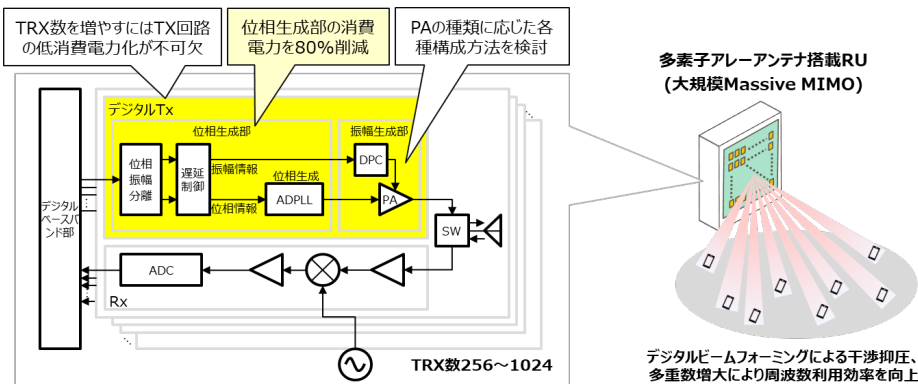 TRX数を増やすにはTX回路
の低消費電力化が不可欠
位相生成部の消費
電力を80%削減
PAの種類に応じた各
種構成方法を検討
多素子アレーアンテナ搭載RU
(大規模Massive MIMO)
デジタルTx
位相生成部
振幅生成部
位相
振幅
分離
遅延
制御
振幅情報
位相情報
位相生成
ADPLL
DPC
PA
デジタル
ベースバ
ンド部
SW
ADC
Rx
TRX数256～1024
デジタルビームフォーミングによる干渉抑圧、
多重数増大により周波数利用効率を向上